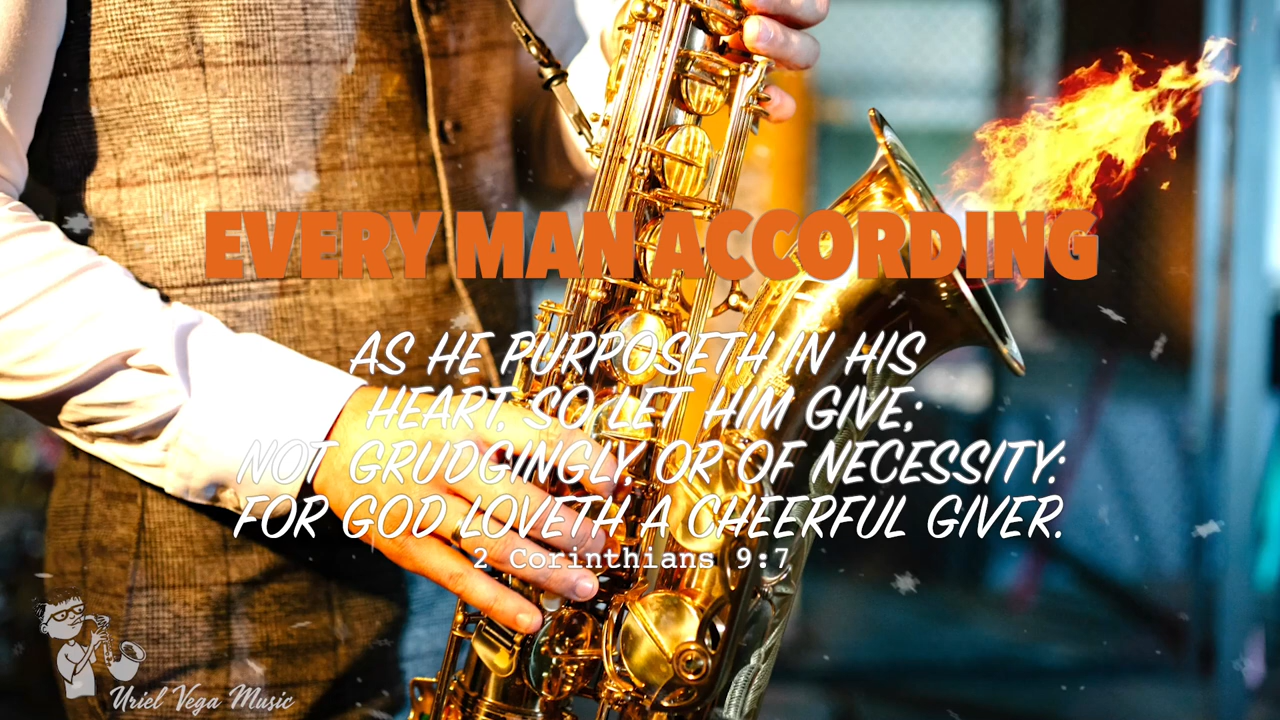 EVERY MAN ACCORDING
AS HE PURPOSETH IN HIS
HEART, SO LET HIM GIVE;
NOT GRUDGINGLY, OR OF NECESSITY:
FOR GOD LOVETH A CHEERFUL GIVER.
2 Corinthians 9:7
Uriel Vega Music